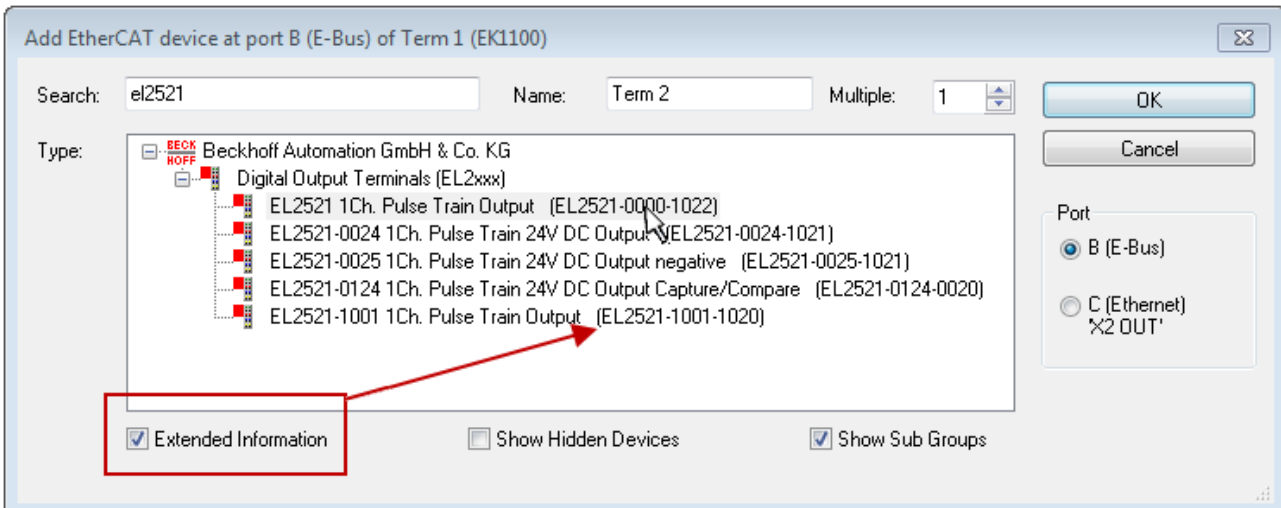 Add EtherCAT device at port B (E-Bus) of Term 1 (EK1100)
Search: el2521 Name: Term 2 Multiple: 1 OK
Type: BECK HOFF Beckhoff Automation GmbH & Co. KG Cancel
Digital Output Terminals (EL2xxx)
EL2521 1Ch. Pulse Train Output (EL2521-0000-1022)
EL2521-0024 1Ch. Pulse Train 24V DC Output (EL2521-0024-1021)
EL2521-0025 1Ch. Pulse Train 24V DC Output negative (EL2521-0025-1021)
EL2521-0124 1Ch. Pulse Train 24V DC Output Capture/Compare (EL2521-0124-0020)
EL2521-1001 1Ch. Pulse Train Output (EL2521-1001-1020)
Port
B (E-Bus)
C (Ethernet)
'X2 OUT'
Extended Information Show Hidden Devices Show Sub Groups